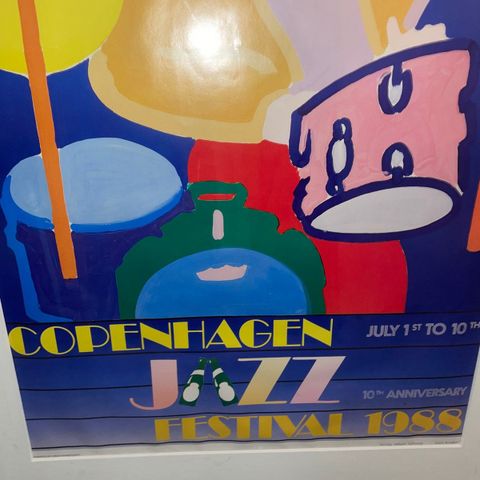 COPENHAGEN
JULY 1ST TO 10TH
JAZZ
10TH ANNIVERSARY
FESTIVAL 1988